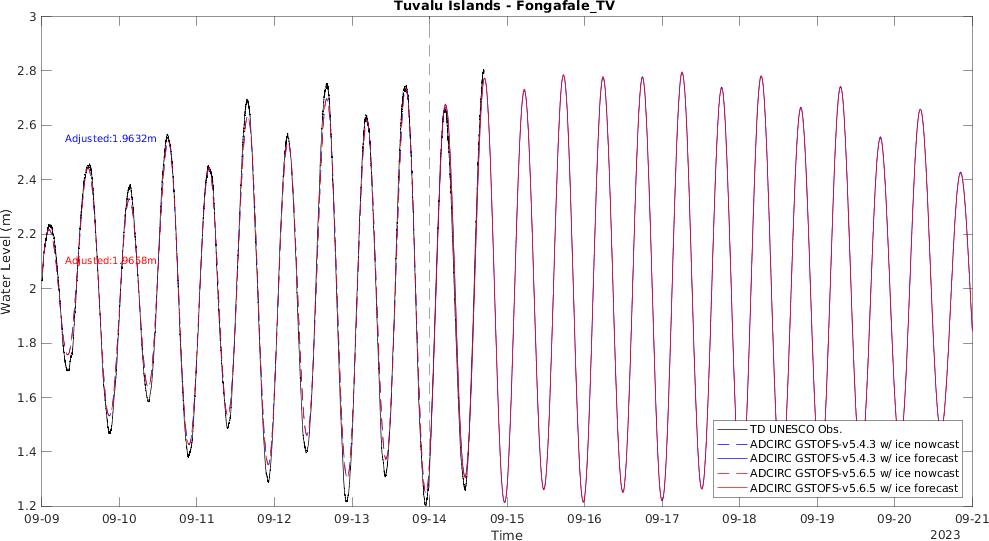 Tuvalu Islands - Fongafale_TV
3
2.8
2.6
2.4
2.2
2
1.8
1.6
1.4
1.2
Water Level (m)
Adjusted:1.9632m
Adjusted:1.9658m
TD UNESCO Obs.
ADCIRC GSTOFS-v5.4.3 w/ ice nowcast
ADCIRC GSTOFS-v5.4.3 w/ ice forecast
ADCIRC GSTOFS-v5.6.5 w/ ice nowcast
ADCIRC GSTOFS-v5.6.5 w/ ice forecast
09-09 09-10 09-11 09-12 09-13 09-14 09-15 09-16 09-17 09-18 09-19 09-20 09-21
Time
2023